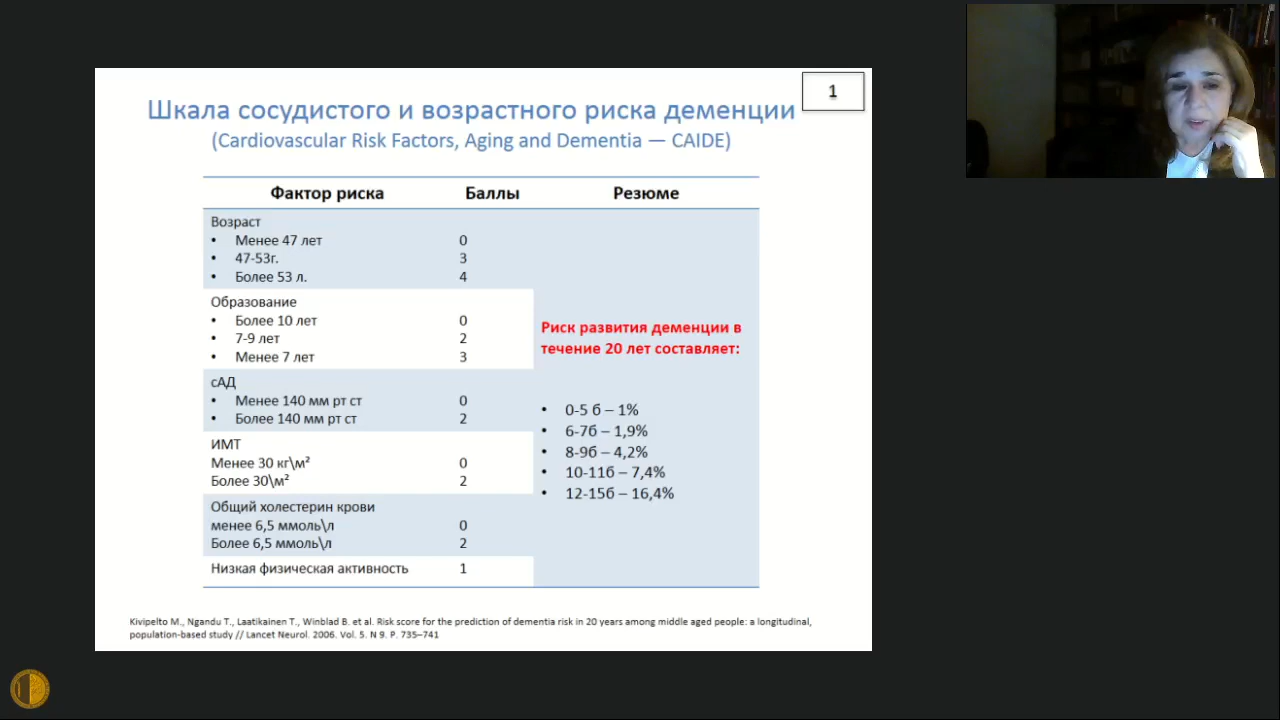 1
Шкала сосудистого и возрастного риска деменции
(Cardiovascular Risk Factors, Aging and Dementia — CAIDE)
Фактор риска Баллы Резюме
Возраст
• Менее 47 лет 0
• 47-53г. 3
• Более 53 л. 4
Образование
• Более 10 лет 0
• 7-9 лет 2
• Менее 7 лет 3
сАД
• Менее 140 мм рт ст 0
• Более 140 мм рт ст 2
ИМТ
Менее 30 кг\м² 0
Более 30\м² 2
Общий холестерин крови
менее 6,5 ммоль\л 0
Более 6,5 ммоль\л 2
Низкая физическая активность 1
Риск развития деменции в
течение 20 лет составляет:
• 0-5 б – 1%
• 6-7б – 1,9%
• 8-9б – 4,2%
• 10-11б – 7,4%
• 12-15б – 16,4%
Kivipelto M., Ngandu T., Laatikainen T., Winblad B. et al. Risk score for the prediction of dementia risk in 20 years among middle aged people: a longitudinal,
population-based study // Lancet Neurol. 2006. Vol. 5. N 9. P. 735–741